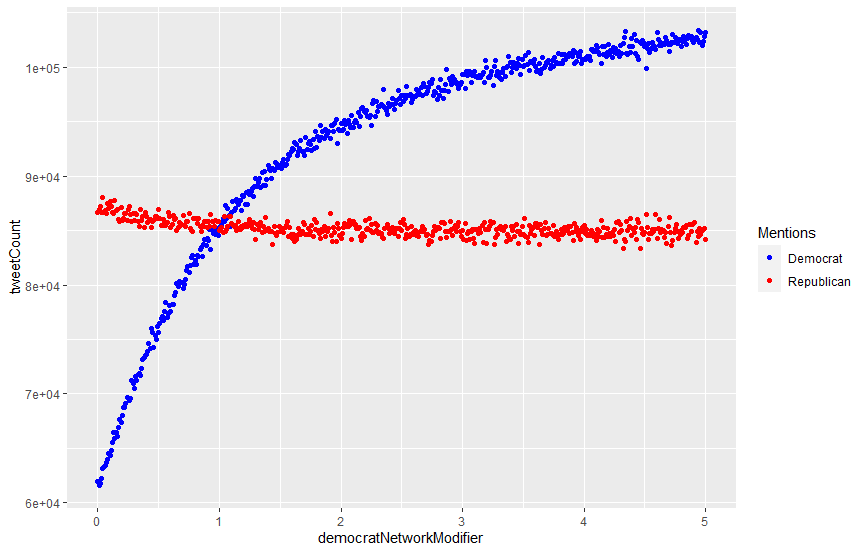 tweetCount
1e+05
9e+04
8e+04
7e+04
6e+04
0 1 2 3 4 5
democratNetworkModifier
Mentions
Democrat
Republican